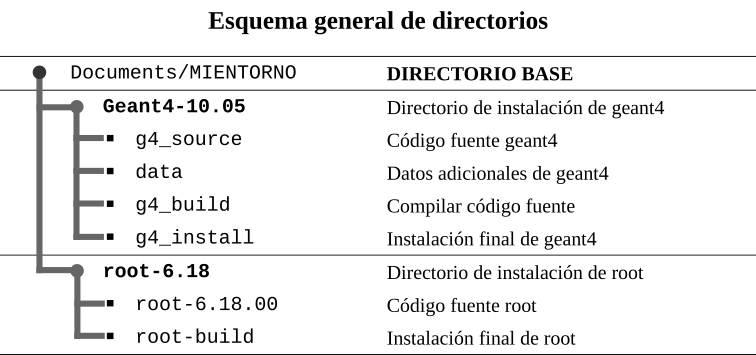 Esquema general de directorios
Documents/MIENTORNO DIRECTORIO BASE
Geant4-10.05 Directorio de instalación de geant4
g4_source Código fuente geant4
data Datos adicionales de geant4
g4_build Compilar código fuente
g4_install Instalación final de geant4
root-6.18 Directorio de instalación de root
root-6.18.00 Código fuente root
root-build Instalación final de root